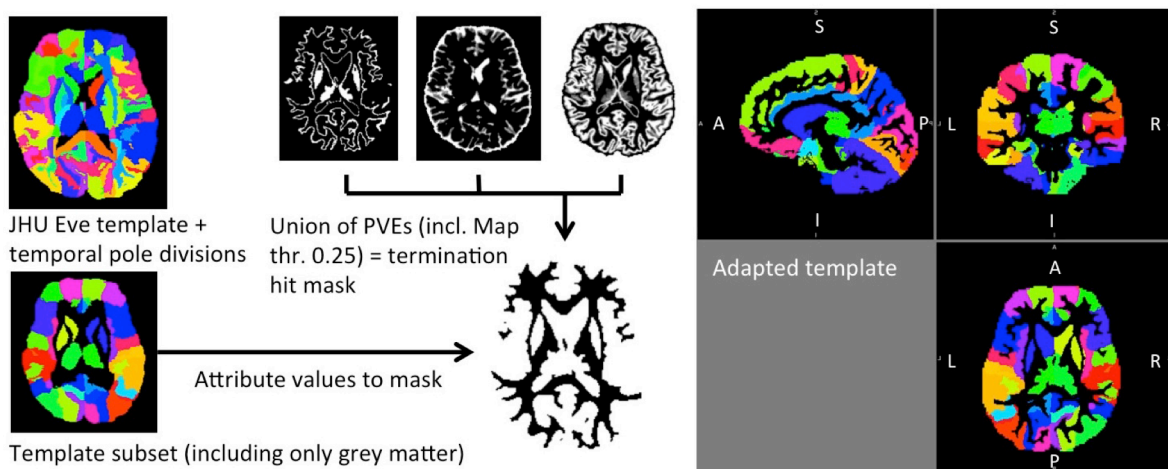 JHU Eve template +
temporal pole divisions
Union of PVEs (incl. Map
thr. 0.25) = termination
hit mask
Attribute values to mask
Template subset (including only grey matter)
S
A
P
I
S
L
R
I
Adapted template
A
L
R
P